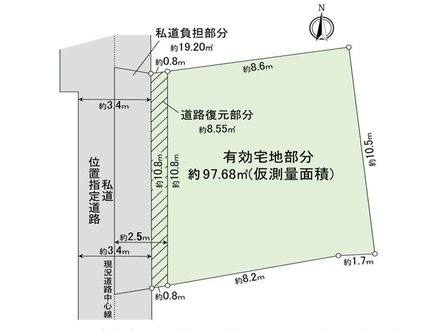 N
私道負担部分
約19.20㎡
約0.8m
約8.6m
約3.4m
道路復元部分
約8.55㎡
約10.8m
約10.8m
有効宅地部分
約97.68㎡(仮測量面積)
約10.5m
位置指定道路
私道
約2.5m
約3.4m
現況道路中心線
約0.8m
約8.2m
約1.7m